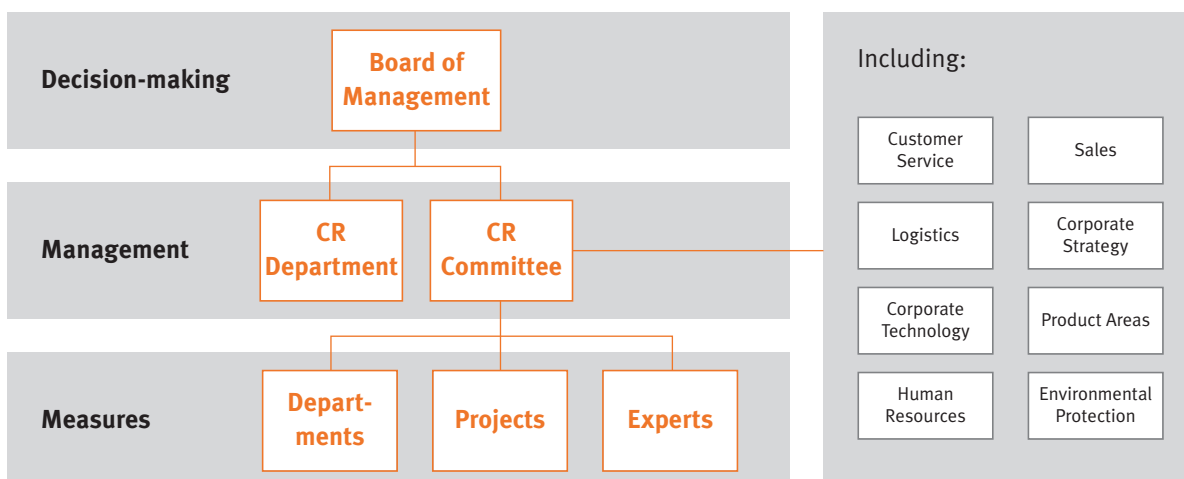 Decision-making
Board of
Management
Management
CR
Department
CR
Committee
Measures
Depart-
ments
Projects
Experts
Including:
Customer
Service
Sales
Logistics
Corporate
Strategy
Corporate
Technology
Product Areas
Human
Resources
Environmental
Protection